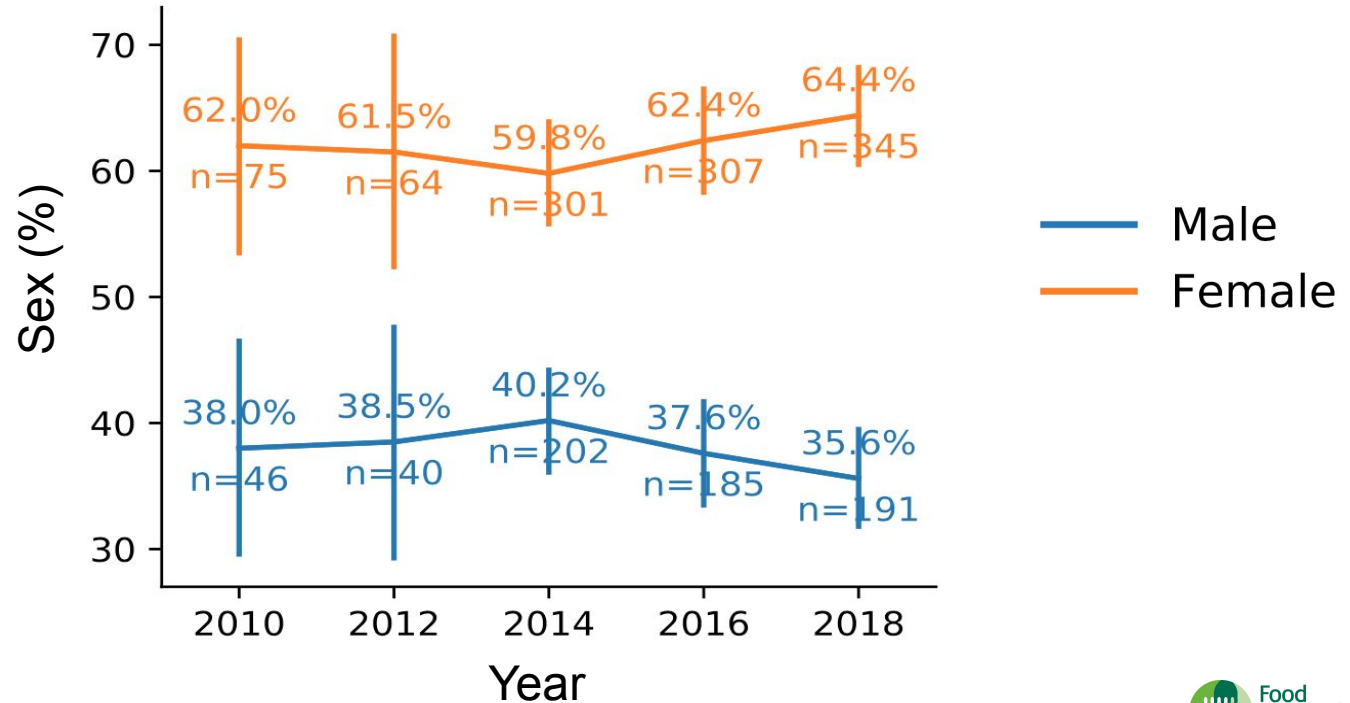 Sex (%)
70
60
50
40
30
62.0%
n=75
61.5%
n=64
59.8%
n=301
62.4%
n=307
64.4%
n=345
38.0%
n=46
38.5%
n=40
40.2%
n=202
37.6%
n=185
35.6%
n=191
2010 2012 2014 2016 2018
Year
Male
Female
Food